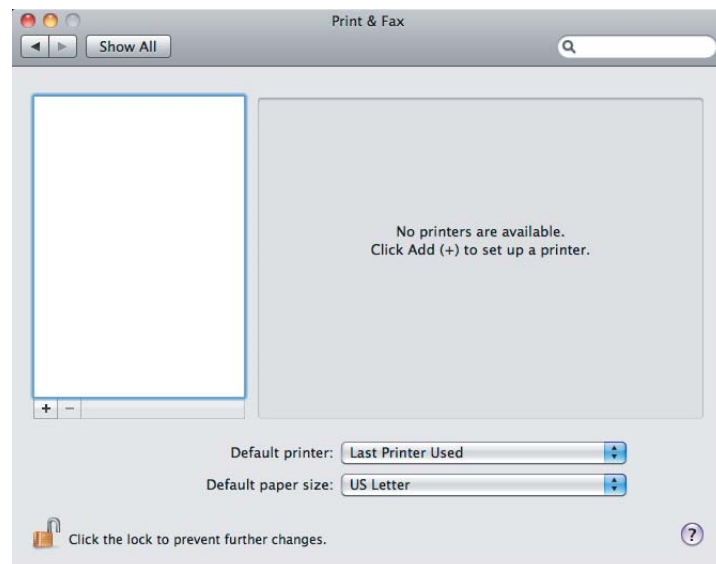 Print & Fax
Show All
No printers are available.
Click Add (+) to set up a printer.
+ −
Default printer: Last Printer Used
Default paper size: US Letter
Click the lock to prevent further changes.
?